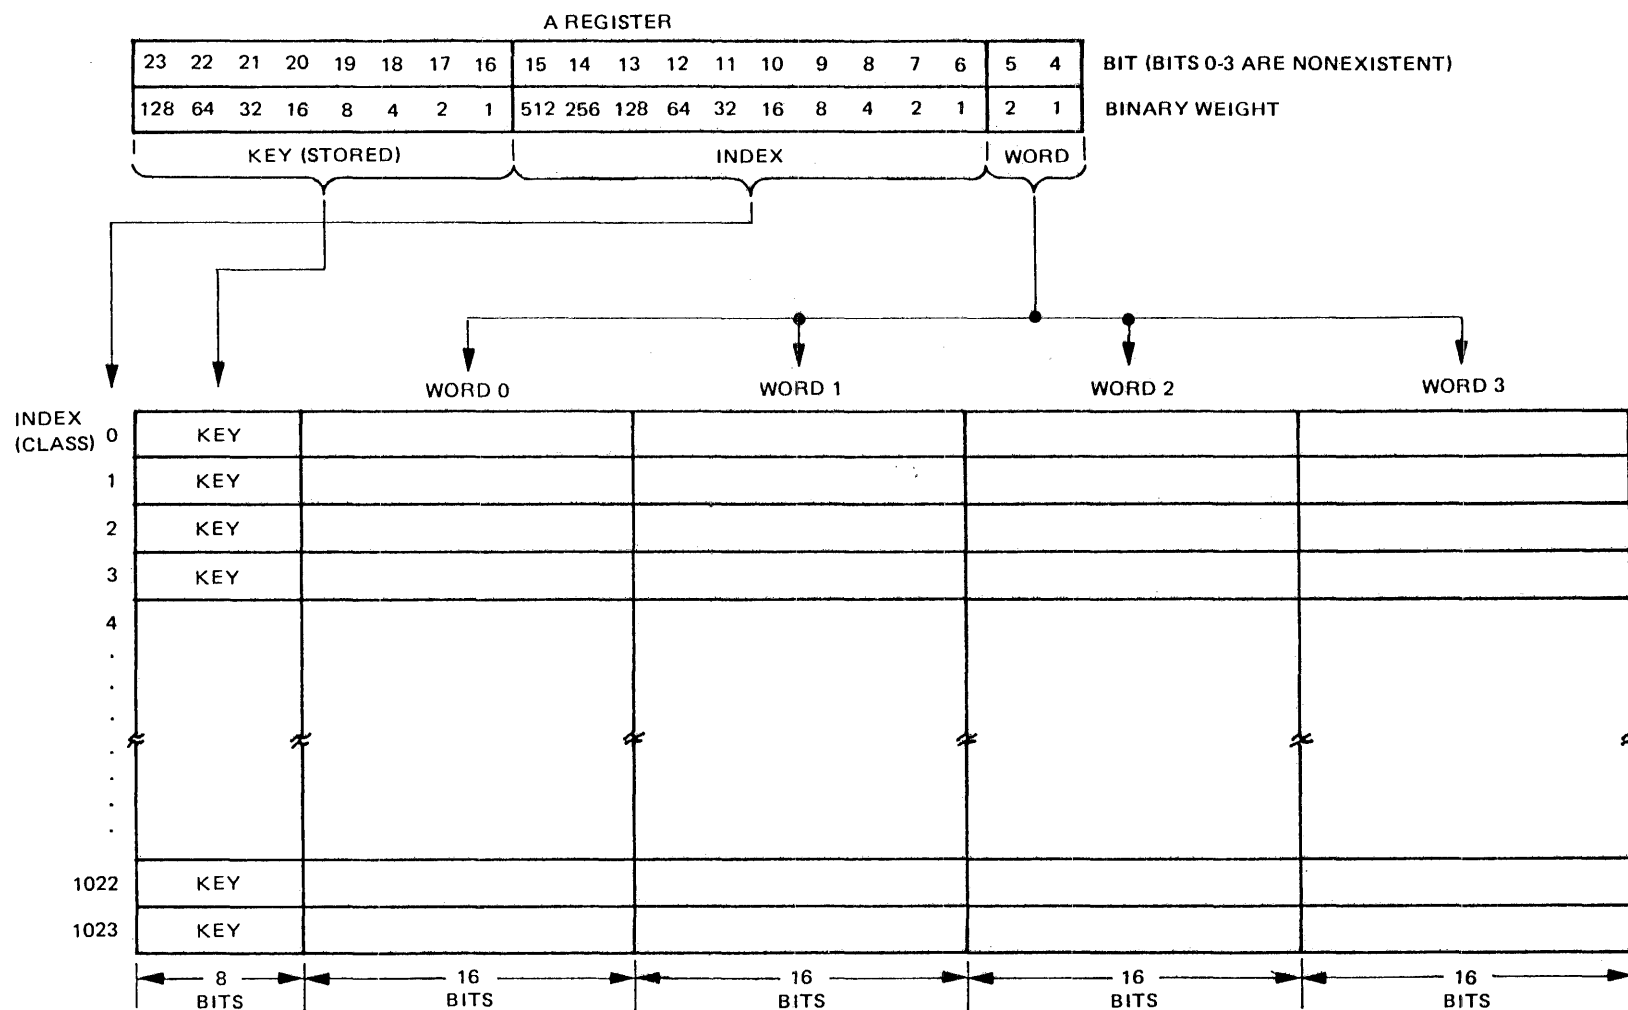 A REGISTER
23 22 21 20 19 18 17 16 15 14 13 12 11 10 9 8 7 6 5 4 BIT (BITS 0-3 ARE NONEXISTENT)
128 64 32 16 8 4 2 1 512 256 128 64 32 16 8 4 2 1 2 1 BINARY WEIGHT
KEY (STORED) INDEX WORD
WORD 0 WORD 1 WORD 2 WORD 3
INDEX
(CLASS) 0 KEY
1 KEY
2 KEY
3 KEY
4
.
.
.
.
.
.
.
1022 KEY
1023 KEY
8 16 16 16 16
BITS BITS BITS BITS BITS